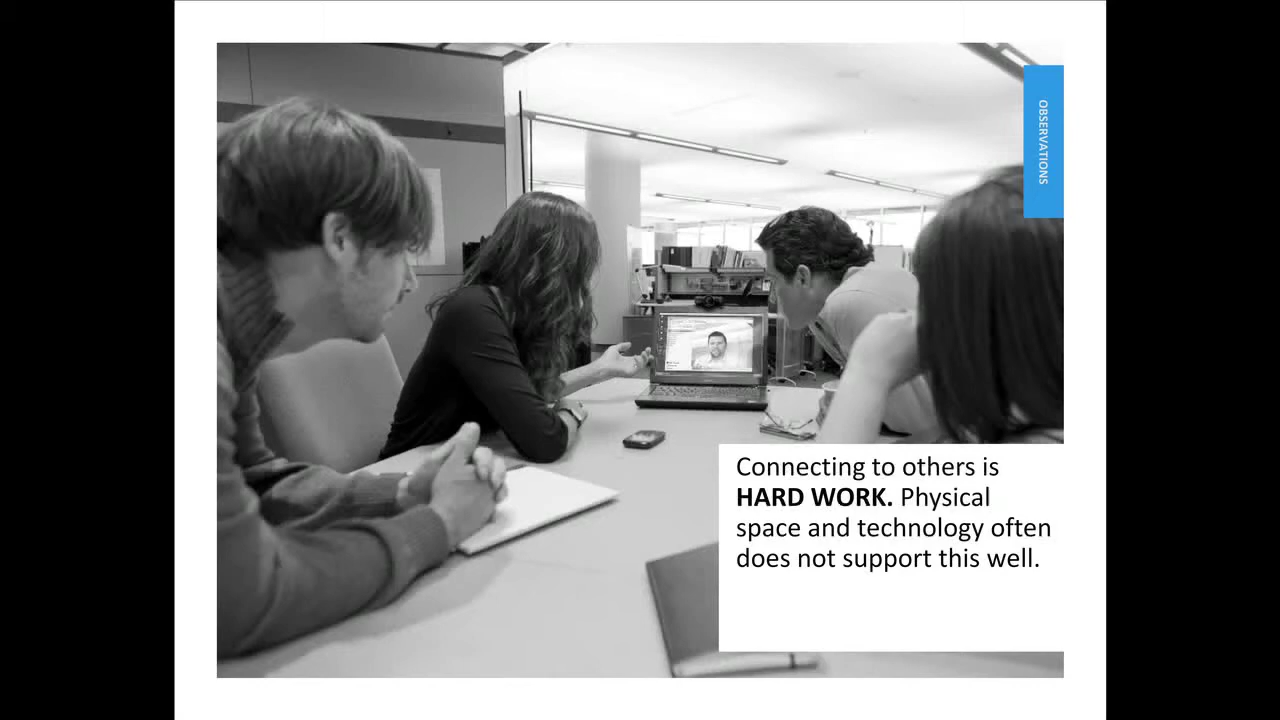 OBSERVATIONS
Connecting to others is
HARD WORK. Physical
space and technology often
does not support this well.